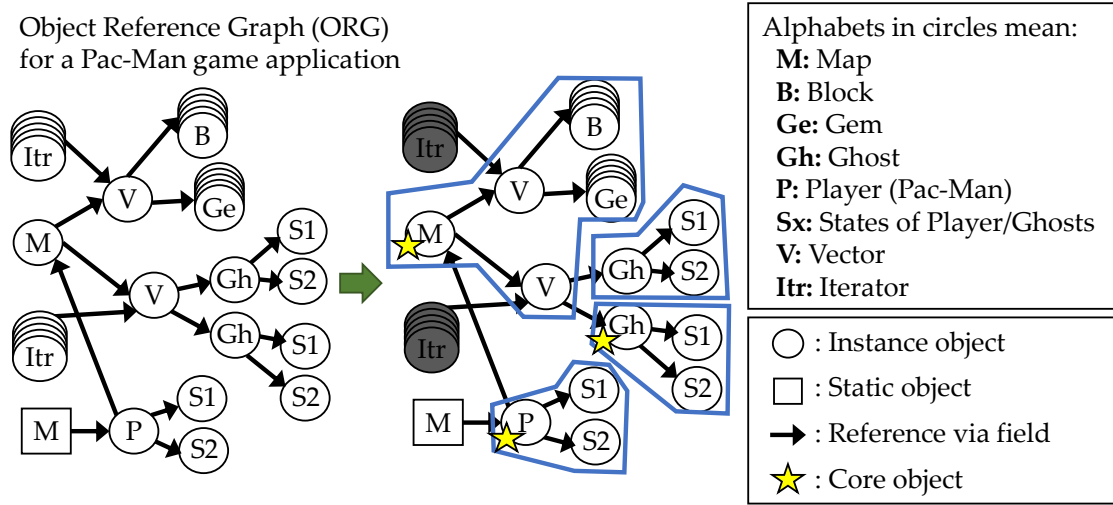 Object Reference Graph (ORG)
for a Pac-Man game application
Itr
B
V
Ge
M
S1
Gh
S2
V
Gh
S1
Itr
S2
S1
M
P
S2
Itr
B
V
Ge
M
S1
Gh
S2
V
Gh
S1
Itr
S2
S1
M
P
S2
Alphabets in circles mean:
M: Map
B: Block
Ge: Gem
Gh: Ghost
P: Player (Pac-Man)
Sx: States of Player/Ghosts
V: Vector
Itr: Iterator
: Instance object
: Static object
: Reference via field
: Core object